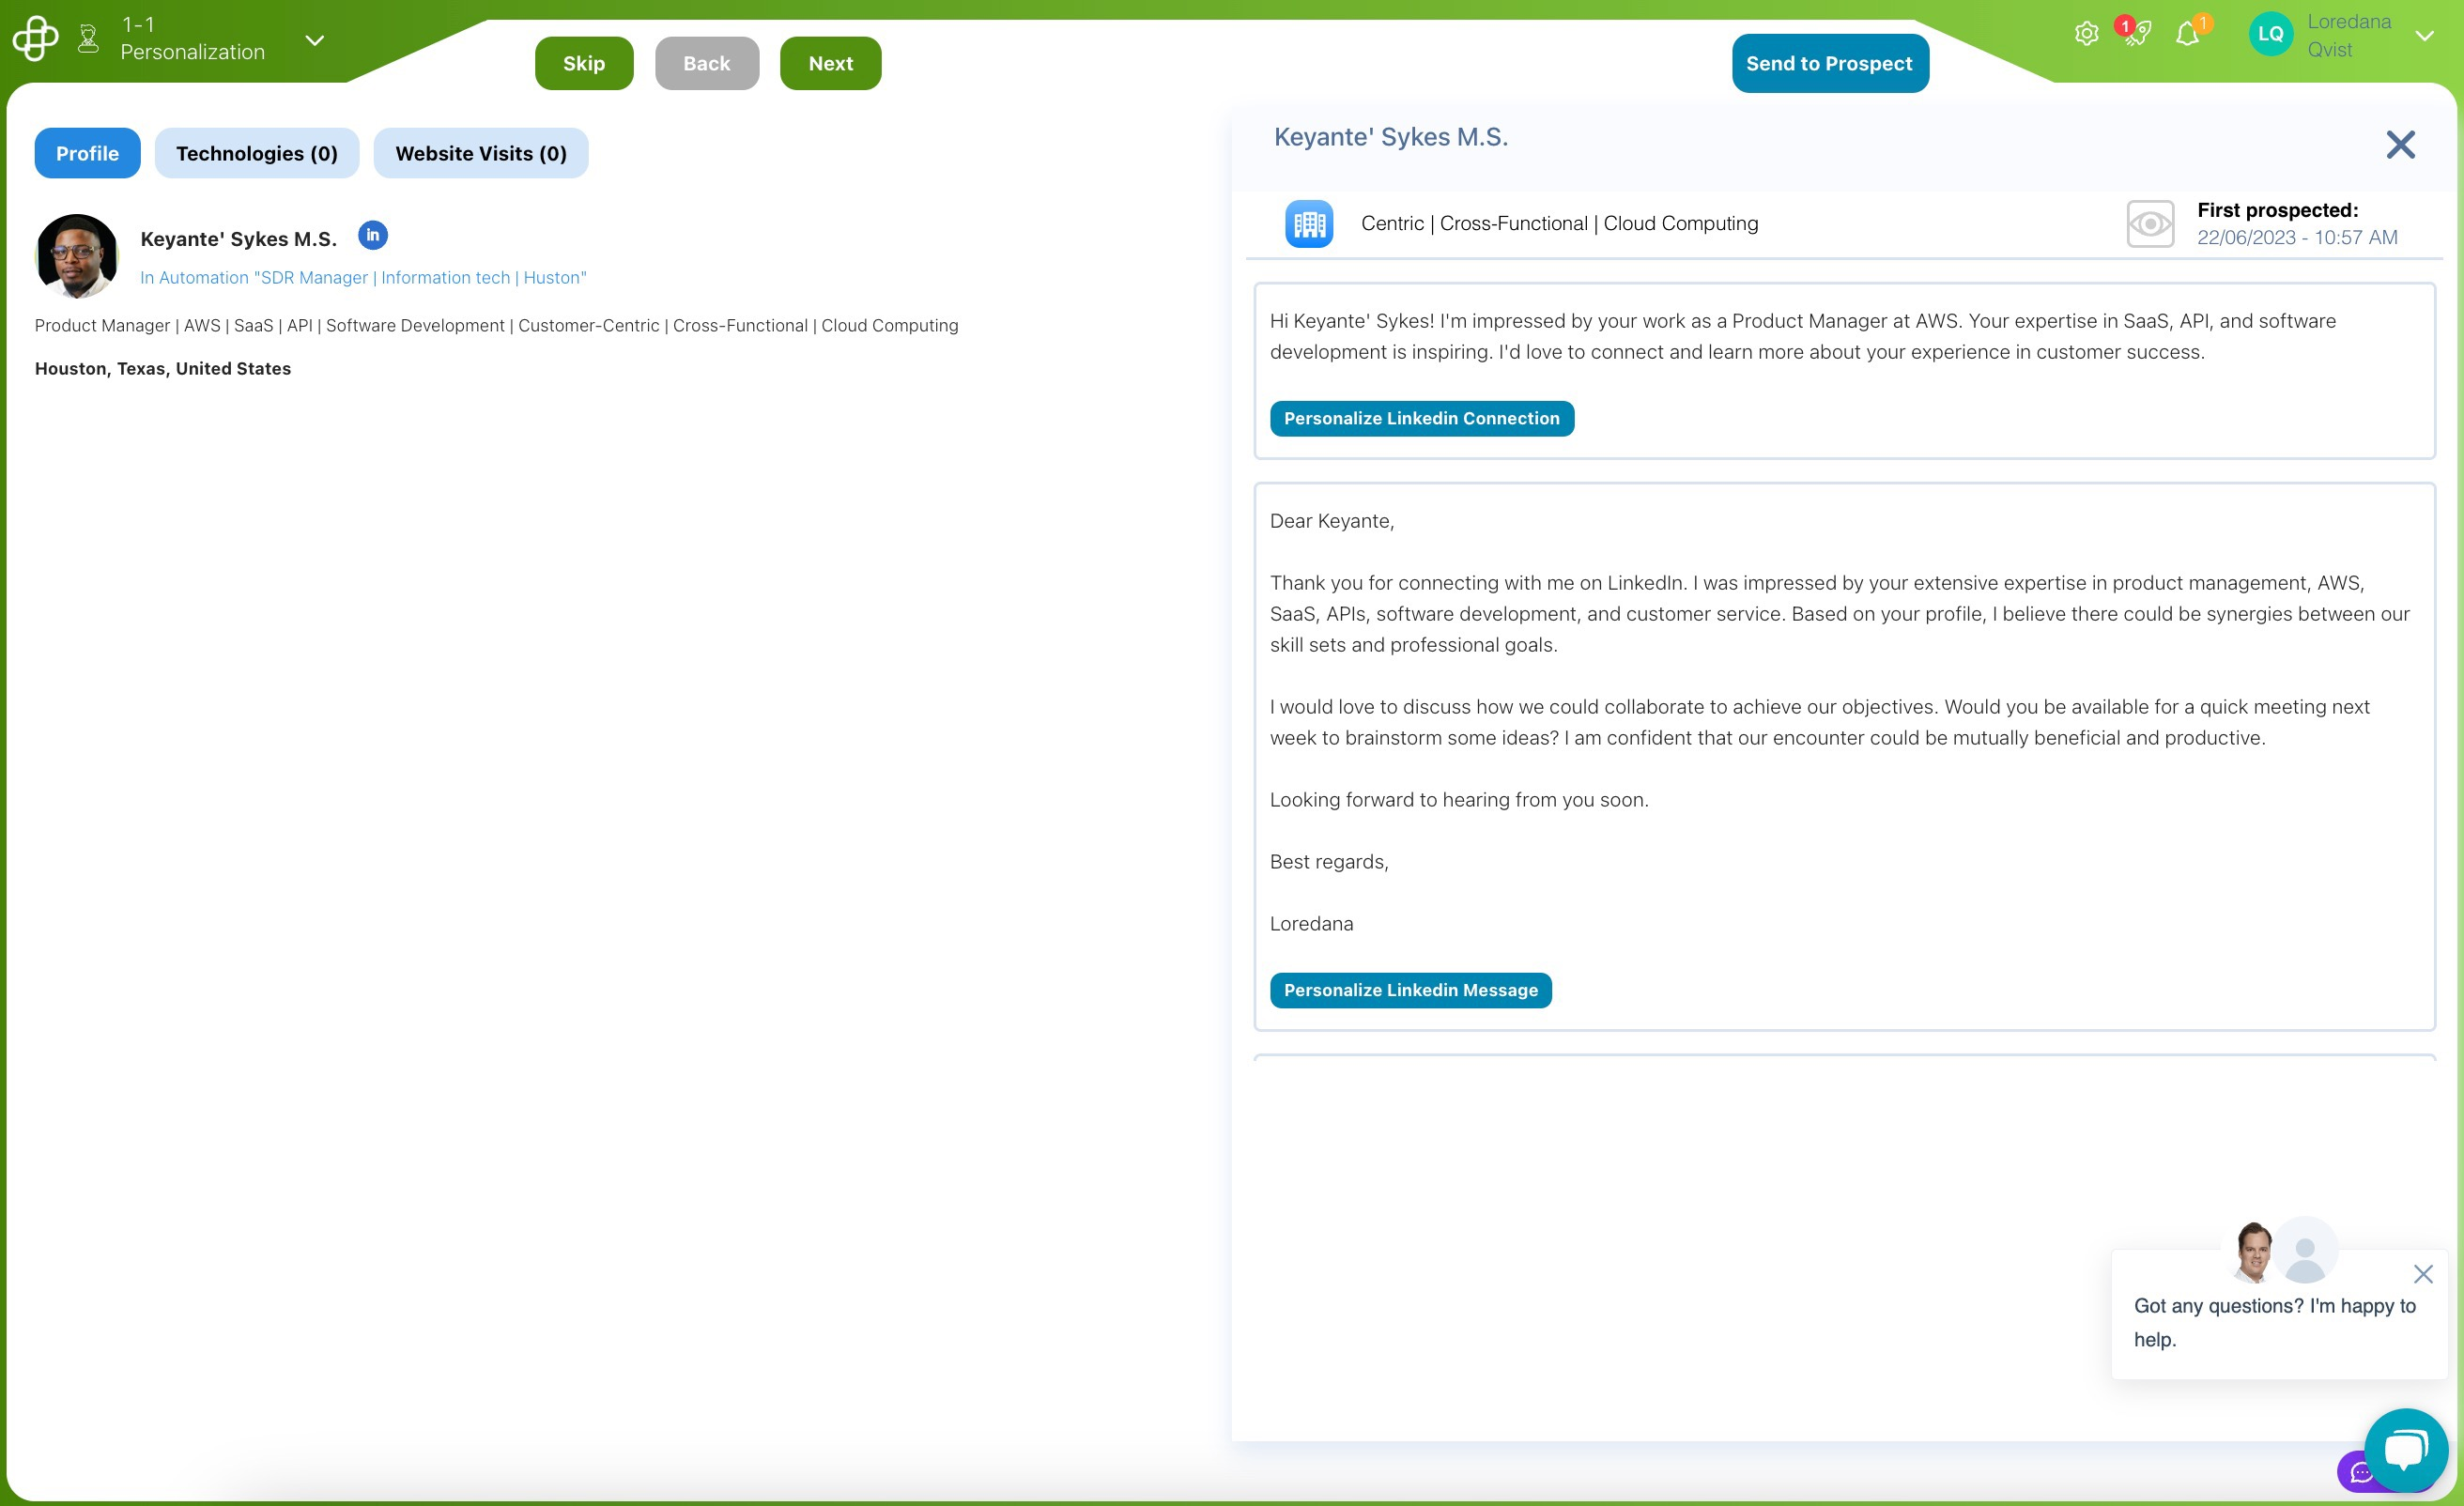 1-1
Personalization
Skip
Back
Next
Send to Prospect
1
1
LQ
Loredana
Qvist
Profile
Technologies (0)
Website Visits (0)
Keyante' Sykes M.S.
in
In Automation "SDR Manager | Information tech | Huston"
Product Manager | AWS | SaaS | API | Software Development | Customer-Centric | Cross-Functional | Cloud Computing
Houston, Texas, United States
Keyante' Sykes M.S.
Centric | Cross-Functional | Cloud Computing
First prospected:
22/06/2023 - 10:57 AM
Hi Keyante' Sykes! I'm impressed by your work as a Product Manager at AWS. Your expertise in SaaS, API, and software
development is inspiring. I'd love to connect and learn more about your experience in customer success.
Personalize Linkedin Connection
Dear Keyante,
Thank you for connecting with me on LinkedIn. I was impressed by your extensive expertise in product management, AWS,
SaaS, APIs, software development, and customer service. Based on your profile, I believe there could be synergies between our
skill sets and professional goals.
I would love to discuss how we could collaborate to achieve our objectives. Would you be available for a quick meeting next
week to brainstorm some ideas? I am confident that our encounter could be mutually beneficial and productive.
Looking forward to hearing from you soon.
Best regards,
Loredana
Personalize Linkedin Message
Got any questions? I'm happy to
help.